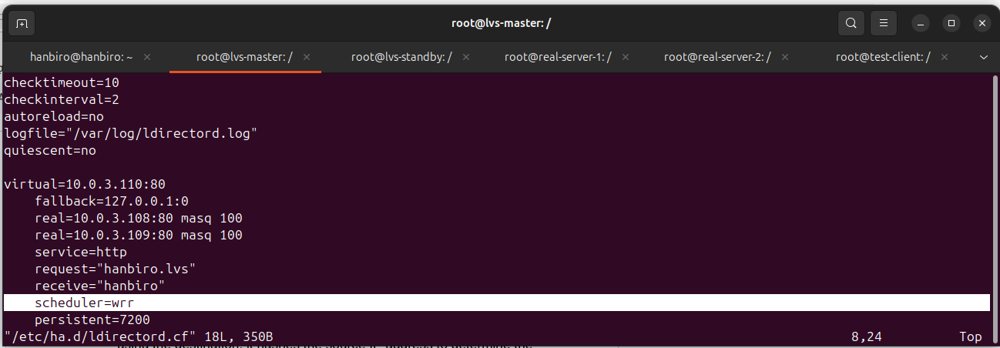 root@lvs-master: /
hanbiro@hanbiro: ~ root@lvs-master: / root@lvs-standby: / root@real-server-1: / root@real-server-2: / root@test-client: /
checktimeout=10
checkinterval=2
autoreload=no
logfile="/var/log/ldirectord.log"
quiescent=no
virtual=10.0.3.110:80
fallback=127.0.0.1:0
real=10.0.3.108:80 masq 100
real=10.0.3.109:80 masq 100
service=http
request="hanbiro.lvs"
receive="hanbiro"
scheduler=wrr
persistent=7200
"/etc/ha.d/ldirectord.cf" 18L, 350B 8,24 Top